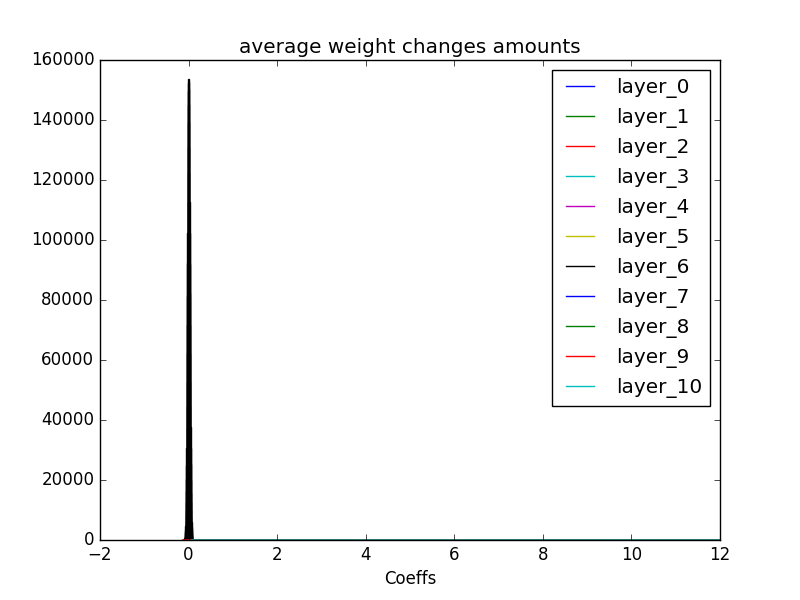 average weight changes amounts
160000
140000
120000
100000
80000
60000
40000
20000
0
−2 0 2 4 6 8 10 12
Coeffs
layer_0
layer_1
layer_2
layer_3
layer_4
layer_5
layer_6
layer_7
layer_8
layer_9
layer_10